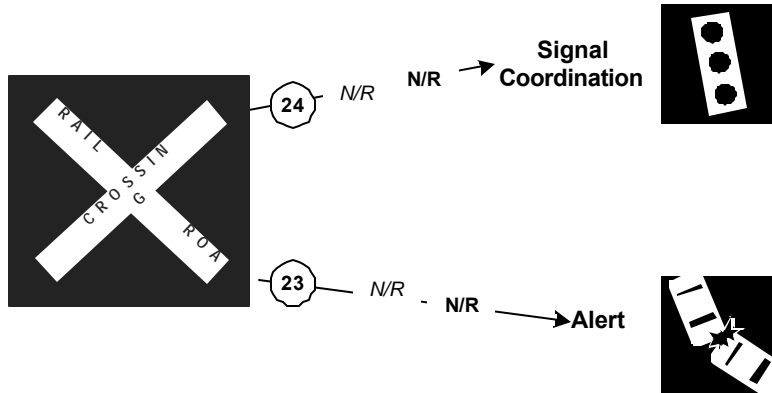 RAIL ROA
CROSSIN
G
24
N/R
N/R
Signal
Coordination
23
N/R
N/R
Alert